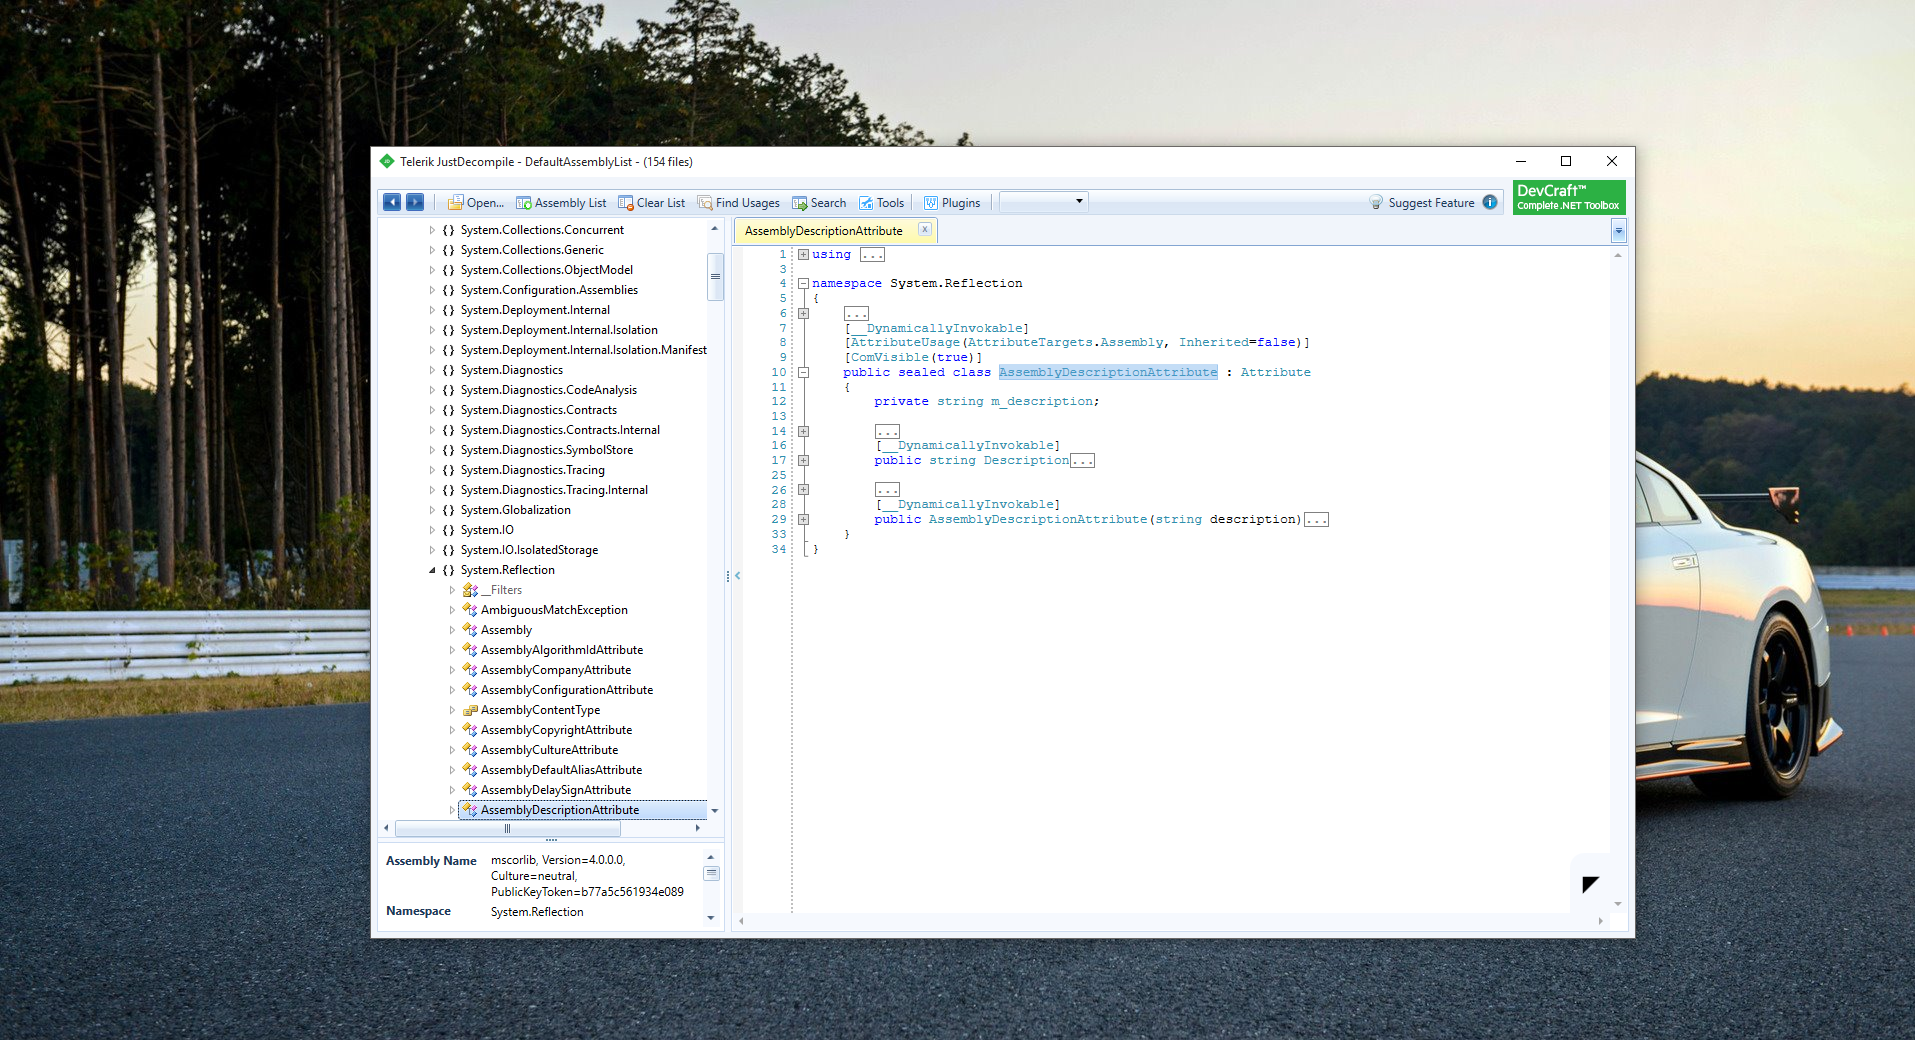 Telerik JustDecompile - DefaultAssemblyList - (154 files)
Open... Assembly List Clear List Find Usages Search Tools Plugins Suggest Feature
DevCraft™
Complete .NET Toolbox
{} System.Collections.Concurrent
{} System.Collections.Generic
{} System.Collections.ObjectModel
{} System.Configuration.Assemblies
{} System.Deployment.Internal
{} System.Deployment.Internal.Isolation
{} System.Deployment.Internal.Isolation.Manifest
{} System.Diagnostics
{} System.Diagnostics.CodeAnalysis
{} System.Diagnostics.Contracts
{} System.Diagnostics.Contracts.Internal
{} System.Diagnostics.SymbolStore
{} System.Diagnostics.Tracing
{} System.Diagnostics.Tracing.Internal
{} System.Globalization
{} System.IO
{} System.IO.IsolatedStorage
{} System.Reflection
__Filters
AmbiguousMatchException
Assembly
AssemblyAlgorithmIdAttribute
AssemblyCompanyAttribute
AssemblyConfigurationAttribute
AssemblyContentType
AssemblyCopyrightAttribute
AssemblyCultureAttribute
AssemblyDefaultAliasAttribute
AssemblyDelaySignAttribute
AssemblyDescriptionAttribute
Assembly Name mscorlib, Version=4.0.0.0,
Culture=neutral,
PublicKeyToken=b77a5c561934e089
Namespace System.Reflection
AssemblyDescriptionAttribute x
1 using ...
3
4 namespace System.Reflection
5 {
6 ...
7 [__DynamicallyInvokable]
8 [AttributeUsage(AttributeTargets.Assembly, Inherited=false)]
9 [ComVisible(true)]
10 public sealed class AssemblyDescriptionAttribute : Attribute
11 {
12 private string m_description;
13
14 ...
16 [__DynamicallyInvokable]
17 public string Description...
25
26 ...
28 [__DynamicallyInvokable]
29 public AssemblyDescriptionAttribute(string description)...
33 }
34 }